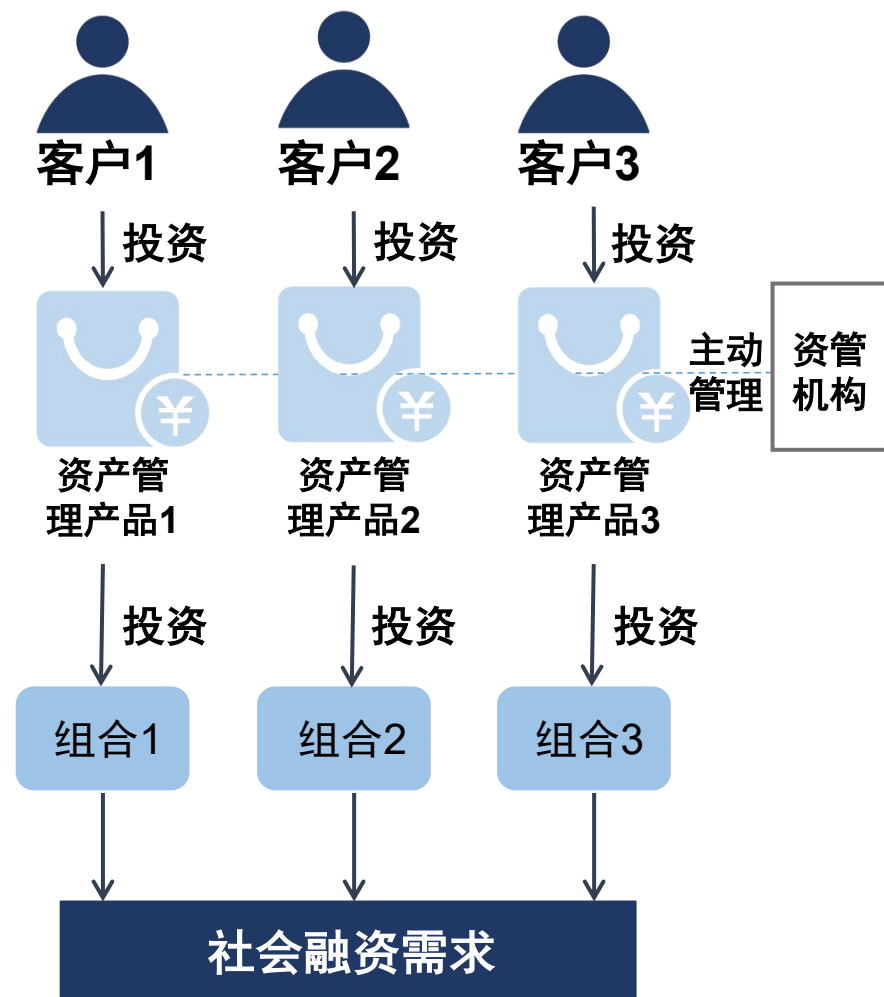 客户1
客户2
客户3
投资
投资
投资
¥
¥
¥
主动
管理
资管
机构
资产管
理产品1
资产管
理产品2
资产管
理产品3
投资
投资
投资
组合1
组合2
组合3
社会融资需求